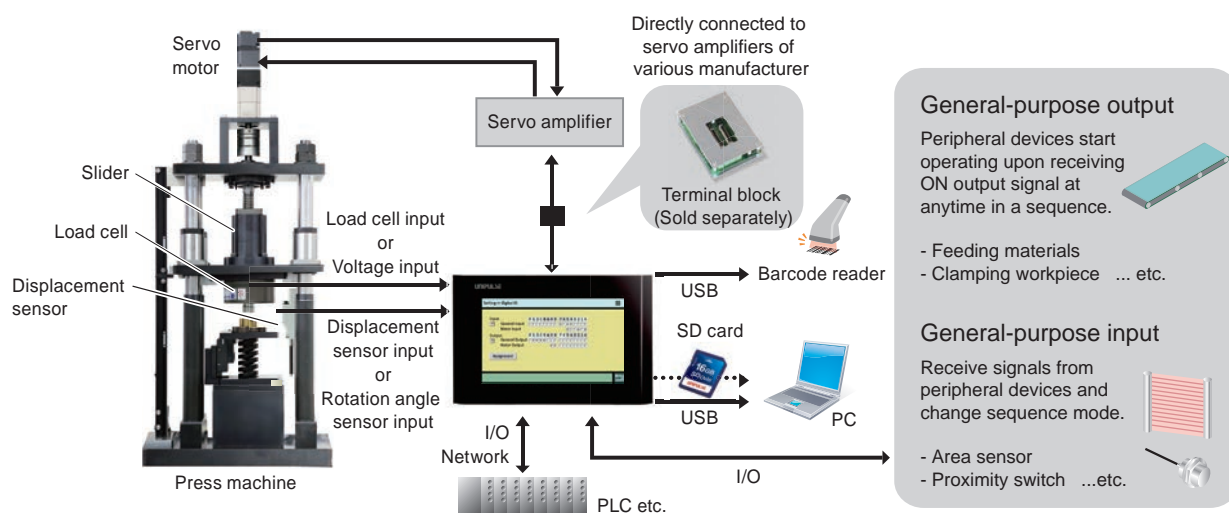 Servo
motor
Slider
Load cell
Displacement
sensor
Press machine
Servo amplifier
Directly connected to
servo amplifiers of
various manufacturer
Terminal block
(Sold separately)
Load cell input
or
Voltage input
Displacement
sensor input
or
Rotation angle
sensor input
UNIPULSE
USB
Barcode reader
SD card
16GB
USB
PC
I/O
Network
PLC etc.
I/O
General-purpose output
Peripheral devices start
operating upon receiving
ON output signal at
anytime in a sequence.
- Feeding materials
- Clamping workpiece ... etc.
General-purpose input
Receive signals from
peripheral devices and
change sequence mode.
- Area sensor
- Proximity switch ...etc.